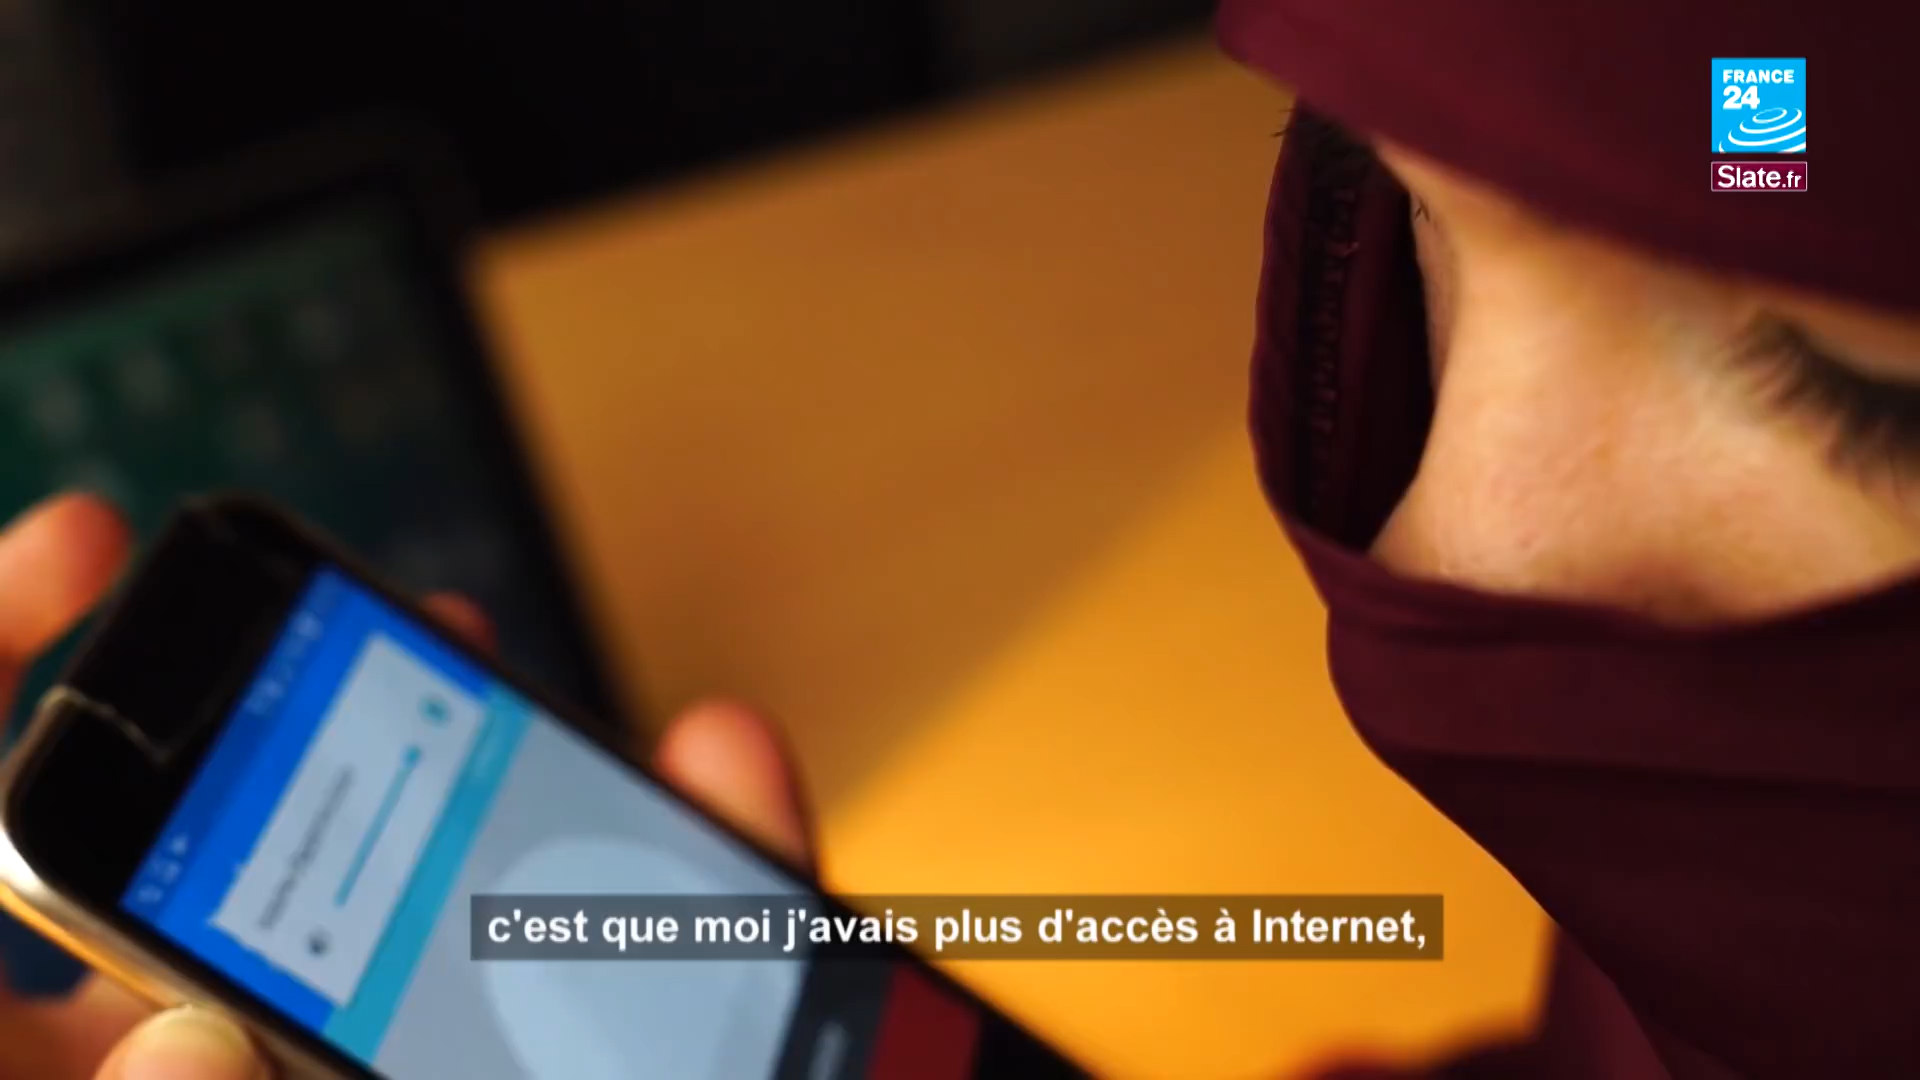 FRANCE
24
Slate.fr
c'est que moi j'avais plus d'accès à Internet,